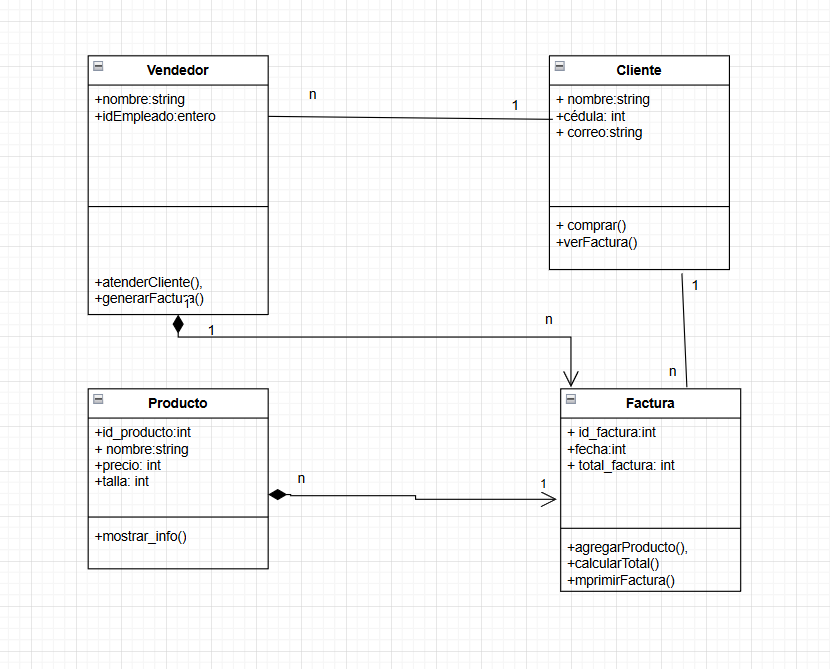 Vendedor
+nombre:string
+idEmpleado:entero
+atenderCliente(),
+generarFactura()
1
n
1
Cliente
+ nombre:string
+cédula: int
+ correo:string
+ comprar()
+verFactura()
1
n
1
n
Producto
+id_producto:int
+ nombre:string
+precio: int
+talla: int
+mostrar_info()
n
1
Factura
+ id_factura:int
+fecha:int
+ total_factura: int
+agregarProducto(),
+calcularTotal()
+mprimirFactura()